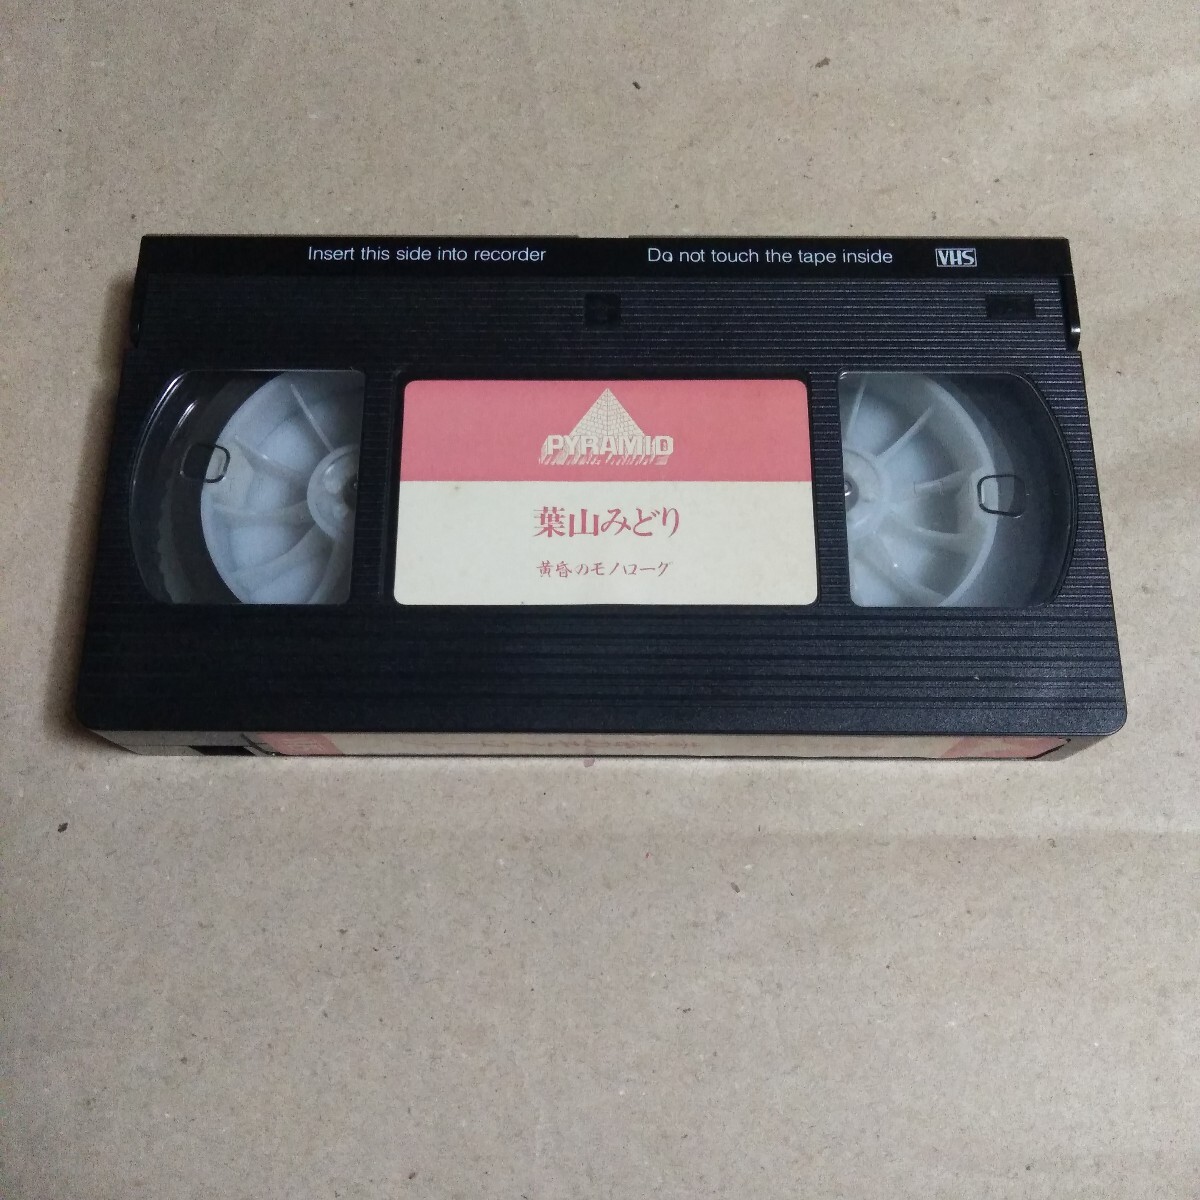 Insert this side into recorder
Do not touch the tape inside
VHS
PYRAMID
葉山みどり
黄昏のモノローグ